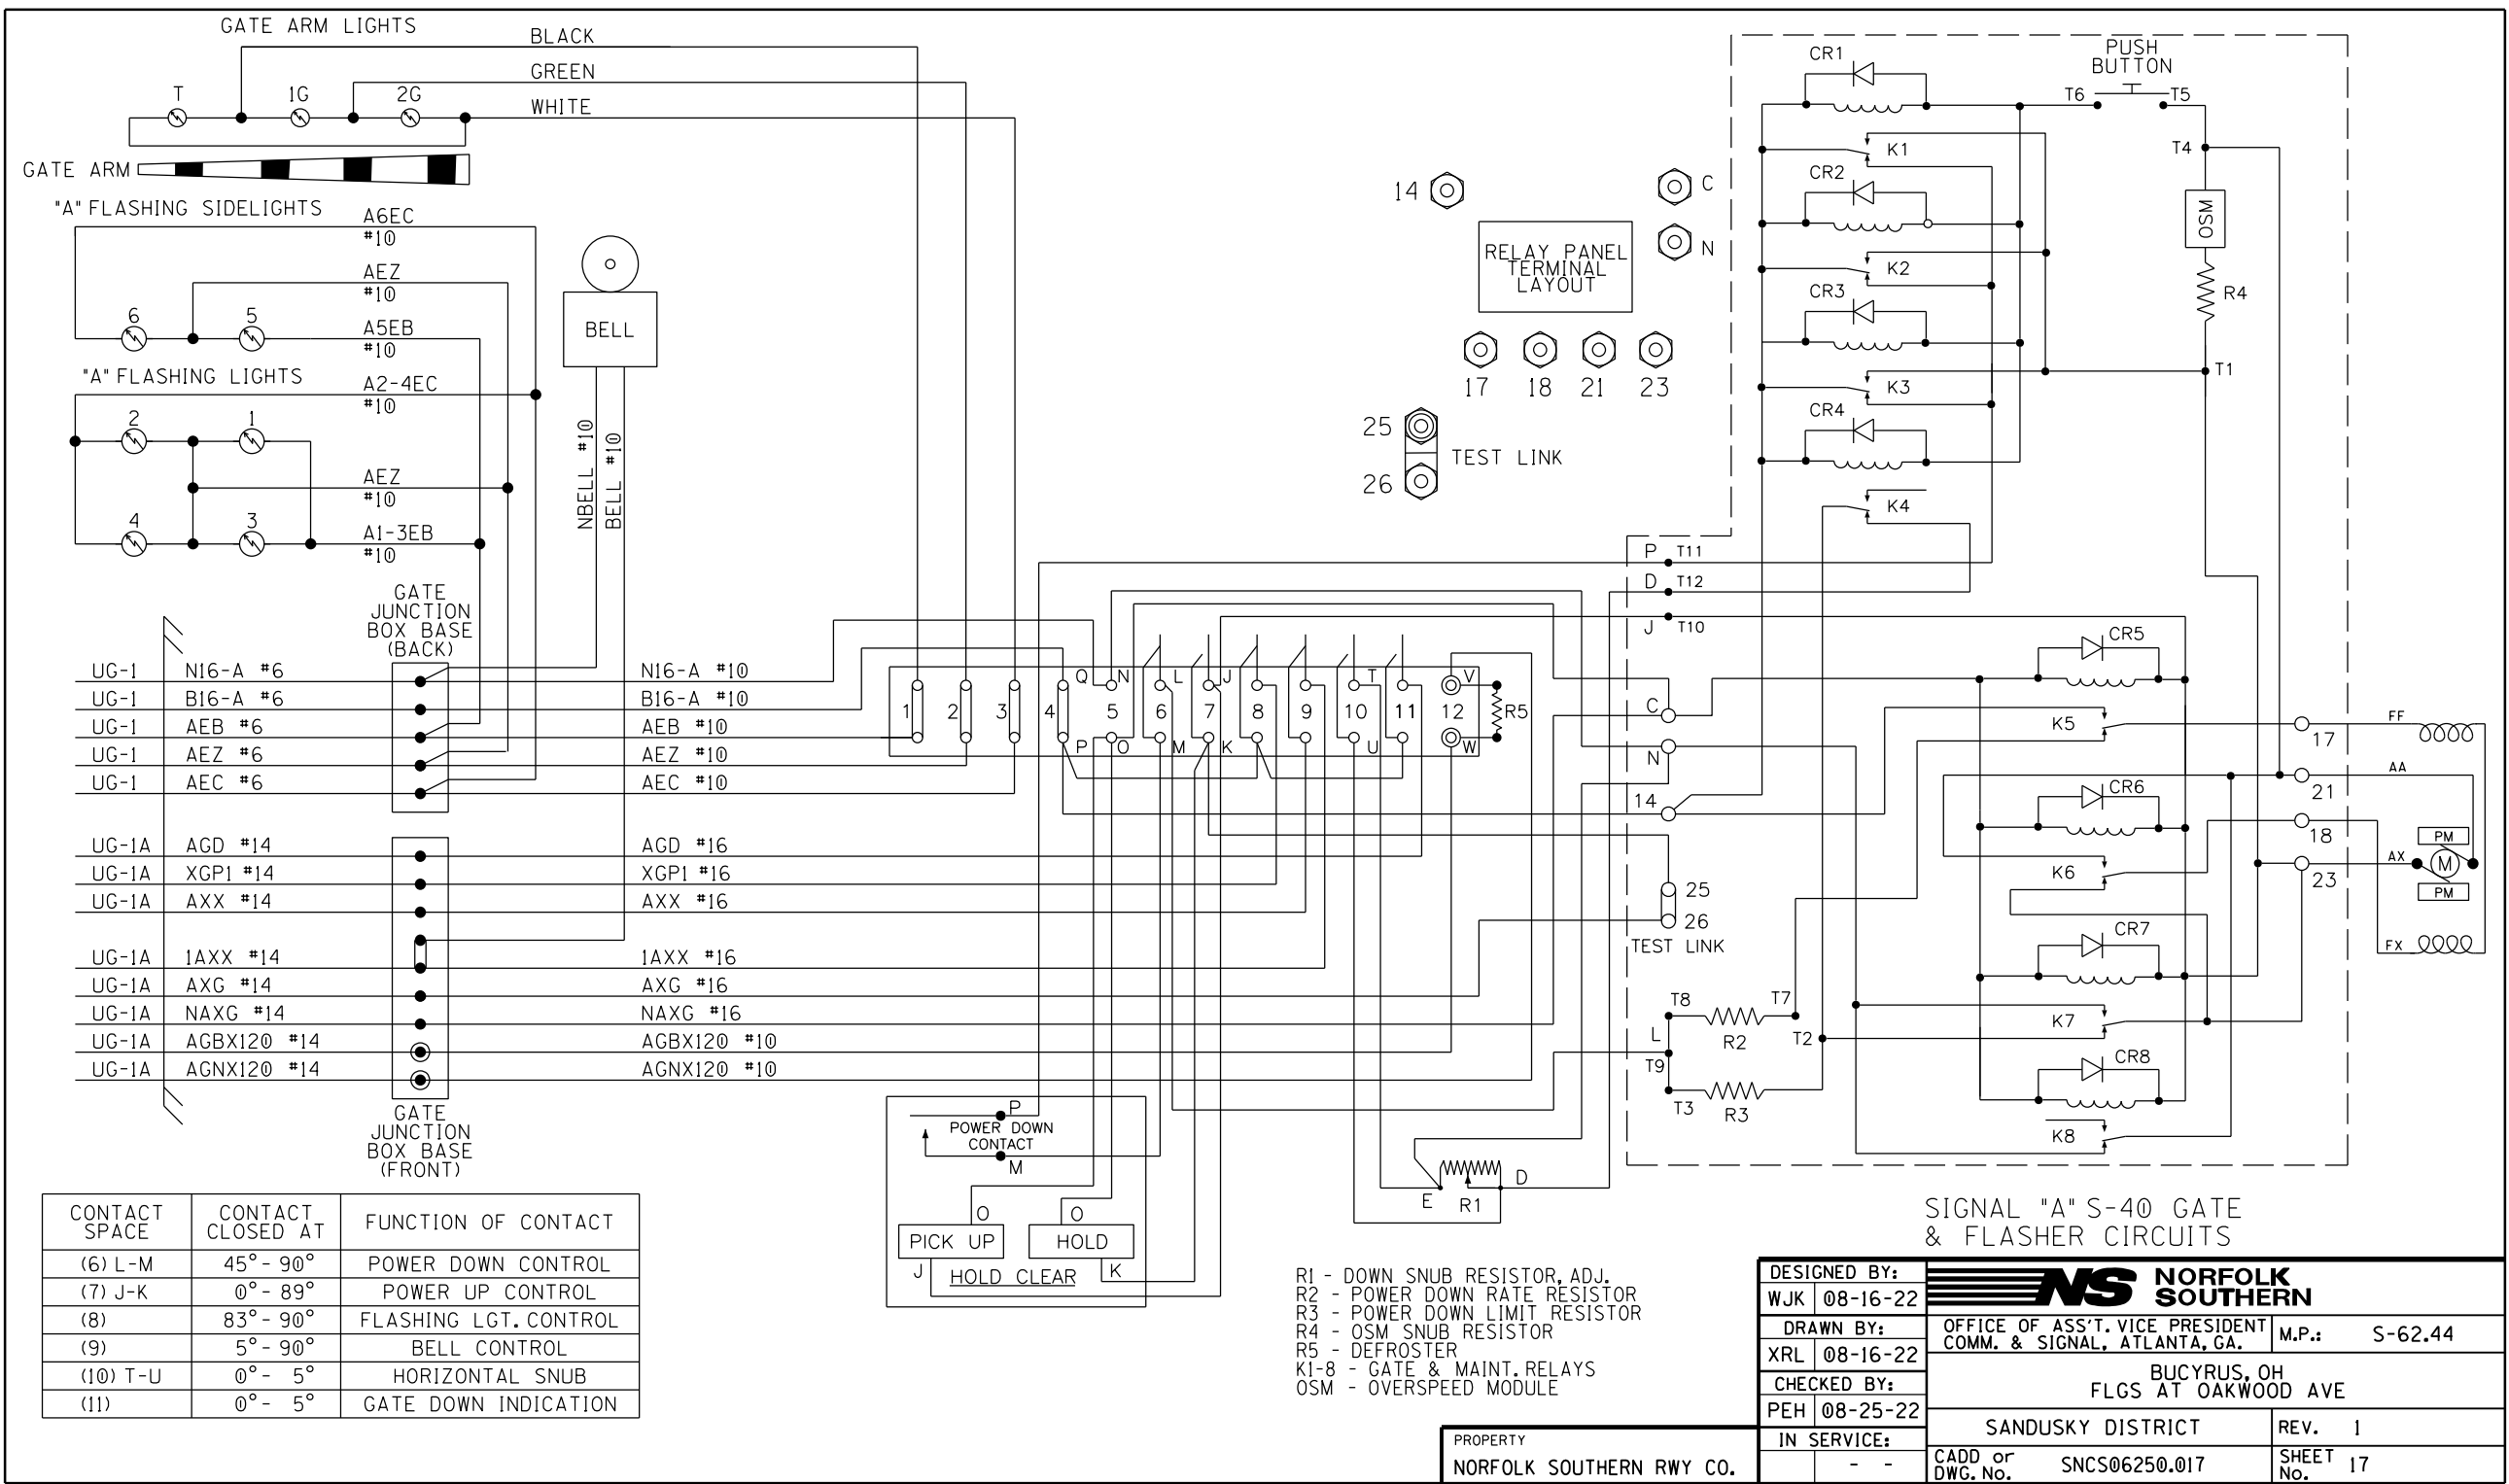 GATE ARM LIGHTS
BLACK
GREEN
WHITE
T
1G
2G
GATE ARM
"A" FLASHING SIDELIGHTS
A6EC
#10
AEZ
#10
6
5
A5EB
#10
"A" FLASHING LIGHTS
A2-4EC
#10
2
1
AEZ
#10
4
3
A1-3EB
#10
BELL
NBELL #10
BELL #10
GATE
JUNCTION
BOX BASE
(BACK)
UG-1 N16-A #6 N16-A #10
UG-1 B16-A #6 B16-A #10
UG-1 AEB #6 AEB #10
UG-1 AEZ #6 AEZ #10
UG-1 AEC #6 AEC #10
UG-1A AGD #14 AGD #16
UG-1A XGP1 #14 XGP1 #16
UG-1A AXX #14 AXX #16
UG-1A 1AXX #14 1AXX #16
UG-1A AXG #14 AXG #16
UG-1A NAXG #14 NAXG #16
UG-1A AGBX120 #14 AGBX120 #10
UG-1A AGNX120 #14 AGNX120 #10
GATE
JUNCTION
BOX BASE
(FRONT)
Q N L J T V
1 2 3 4 5 6 7 8 9 10 11 12 R5
P O M K U W
14
C
N
RELAY PANEL
TERMINAL
LAYOUT
17 18 21 23
25
TEST LINK
26
CR1
K1
CR2
K2
CR3
K3
CR4
K4
PUSH
BUTTON
T6
T5
T4
OSM
R4
T1
P T11
D T12
J T10
C
N
14
25
26
TEST LINK
T8
T7
L
R2
T2
T9
T3
R3
CR5
K5
CR6
K6
CR7
K7
CR8
K8
17
FF
21
AA
18
23
AX
PM
M
PM
FX
P
POWER DOWN
CONTACT
M
O
O
PICK UP
HOLD
J
HOLD CLEAR
K
E
R1
D
CONTACT
SPACE
CONTACT
CLOSED AT
FUNCTION OF CONTACT
(6) L-M 45° - 90° POWER DOWN CONTROL
(7) J-K 0° - 89° POWER UP CONTROL
(8) 83° - 90° FLASHING LGT. CONTROL
(9) 5° - 90° BELL CONTROL
(10) T-U 0° - 5° HORIZONTAL SNUB
(11) 0° - 5° GATE DOWN INDICATION
R1 - DOWN SNUB RESISTOR, ADJ.
R2 - POWER DOWN RATE RESISTOR
R3 - POWER DOWN LIMIT RESISTOR
R4 - OSM SNUB RESISTOR
R5 - DEFROSTER
K1-8 - GATE & MAINT. RELAYS
OSM - OVERSPEED MODULE
SIGNAL "A" S-40 GATE
& FLASHER CIRCUITS
PROPERTY
NORFOLK SOUTHERN RWY CO.
DESIGNED BY:
WJK 08-16-22
DRAWN BY:
XRL 08-16-22
CHECKED BY:
PEH 08-25-22
IN SERVICE:
- -
NS NORFOLK
SOUTHERN
OFFICE OF ASS'T. VICE PRESIDENT
COMM. & SIGNAL, ATLANTA, GA.
M.P.: S-62.44
BUCYRUS, OH
FLGS AT OAKWOOD AVE
SANDUSKY DISTRICT
REV. 1
CADD or
DWG. No.
SNCS06250.017
SHEET
No.
17